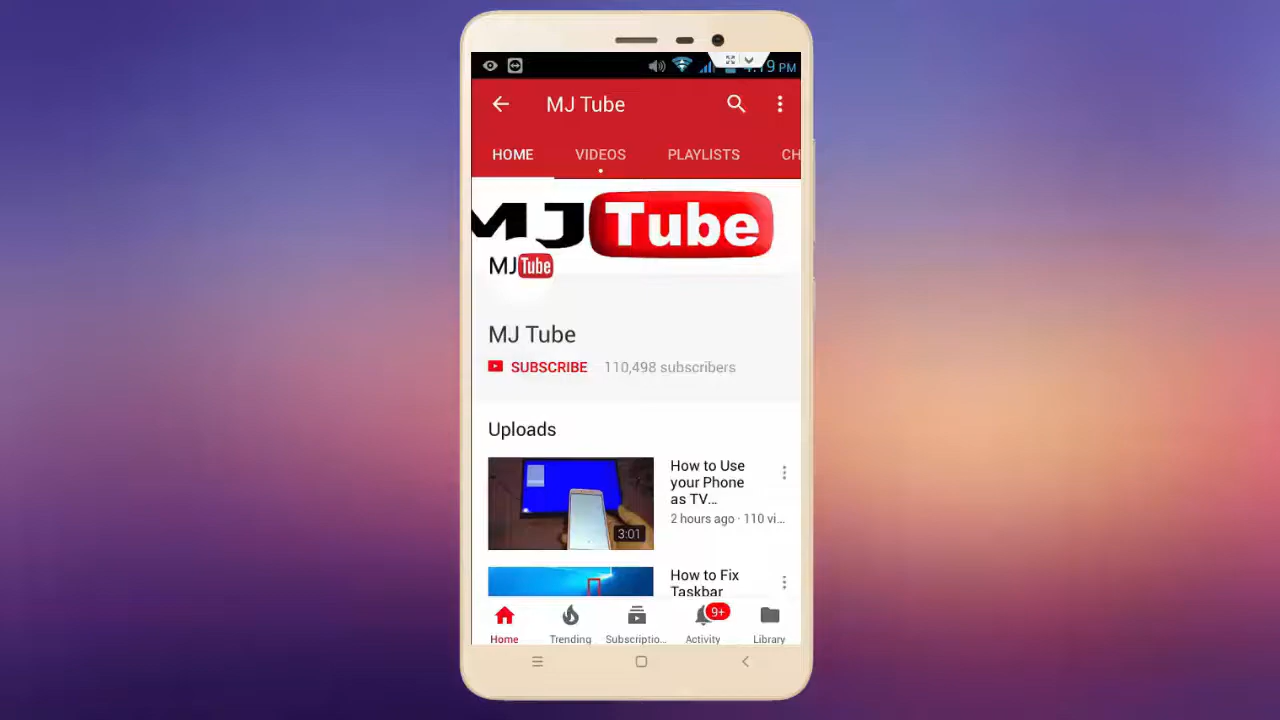 PM
MJ Tube
HOME VIDEOS PLAYLISTS CH
MJ Tube
MJ Tube
MJ Tube
SUBSCRIBE 110,498 subscribers
Uploads
How to Use
your Phone
as TV...
2 hours ago · 110 vi...
3:01
How to Fix
Taskbar
9+
Home Trending Subscriptio... Activity Library